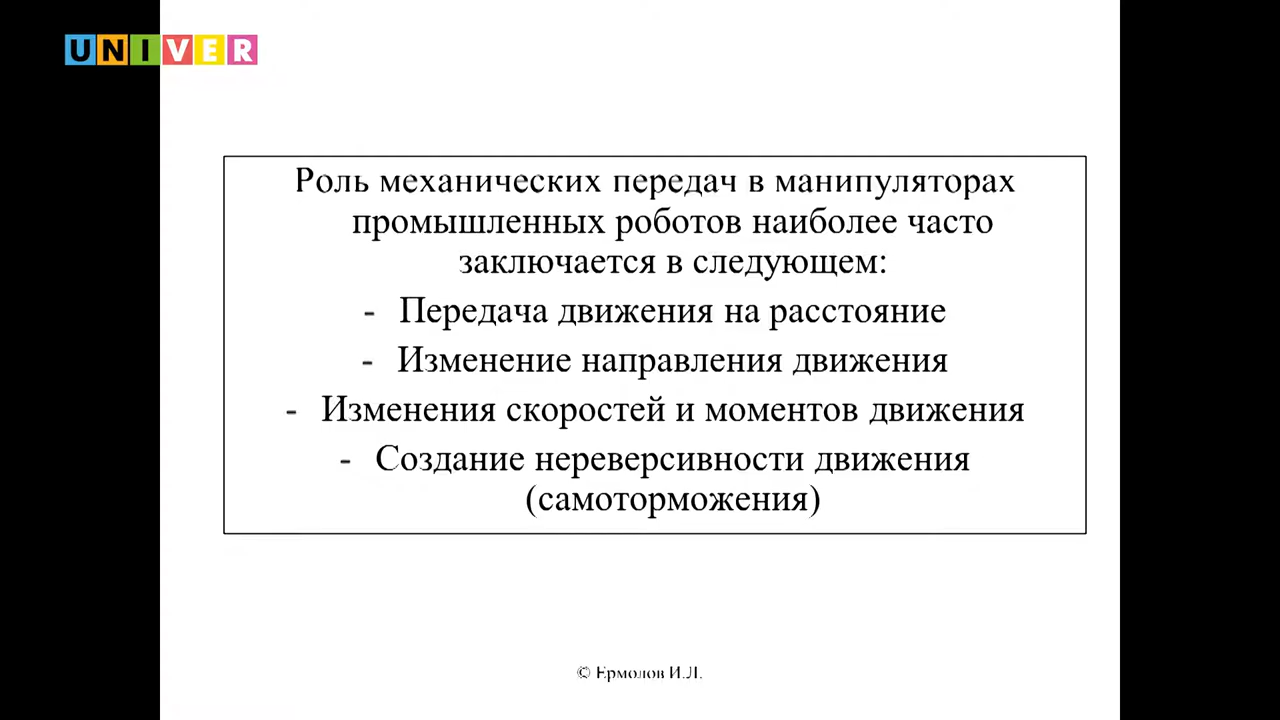 UNIVER
Роль механических передач в манипуляторах
промышленных роботов наиболее часто
заключается в следующем:
- Передача движения на расстояние
- Изменение направления движения
- Изменения скоростей и моментов движения
- Создание нереверсивности движения
(самоторможения)
© Ермолов И.Л.